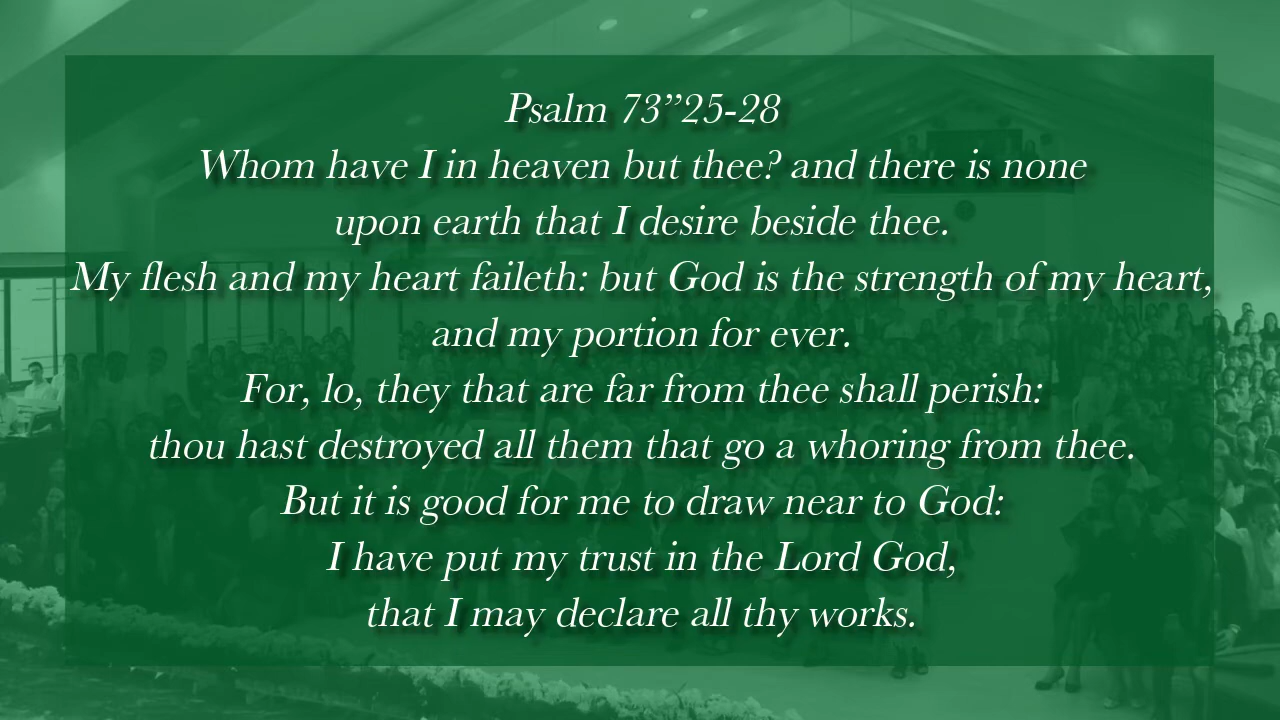 Psalm 73”25-28
Whom have I in heaven but thee? and there is none
upon earth that I desire beside thee.
My flesh and my heart faileth: but God is the strength of my heart,
and my portion for ever.
For, lo, they that are far from thee shall perish:
thou hast destroyed all them that go a whoring from thee.
But it is good for me to draw near to God:
I have put my trust in the Lord God,
that I may declare all thy works.